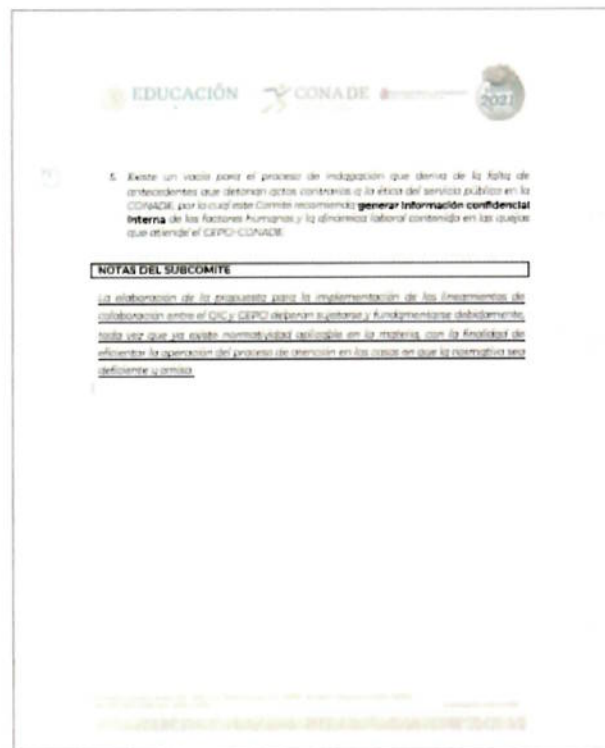 EDUCACIÓN CONADE 2021
5. Existe un vacío para el proceso de indagación que deriva de la falta de
antecedentes que detonan actos contrarios a la ética del servicio público en la
CONADE, por lo cual este Comité recomienda generar información confidencial
interna de los factores humanos y la dinámica laboral contenida en las quejas
que atiende el CEPCI-CONADE.
NOTAS DEL SUBCOMITE
La elaboración de la propuesta para la implementación de los lineamientos de
colaboración entre el OIC y CEPCI deberán sujetarse y fundamentarse debidamente,
toda vez que ya existe normatividad aplicable en la materia, con la finalidad de
eficientar la operación del proceso de atención en los casos en que la normativa sea
deficiente u omisa.